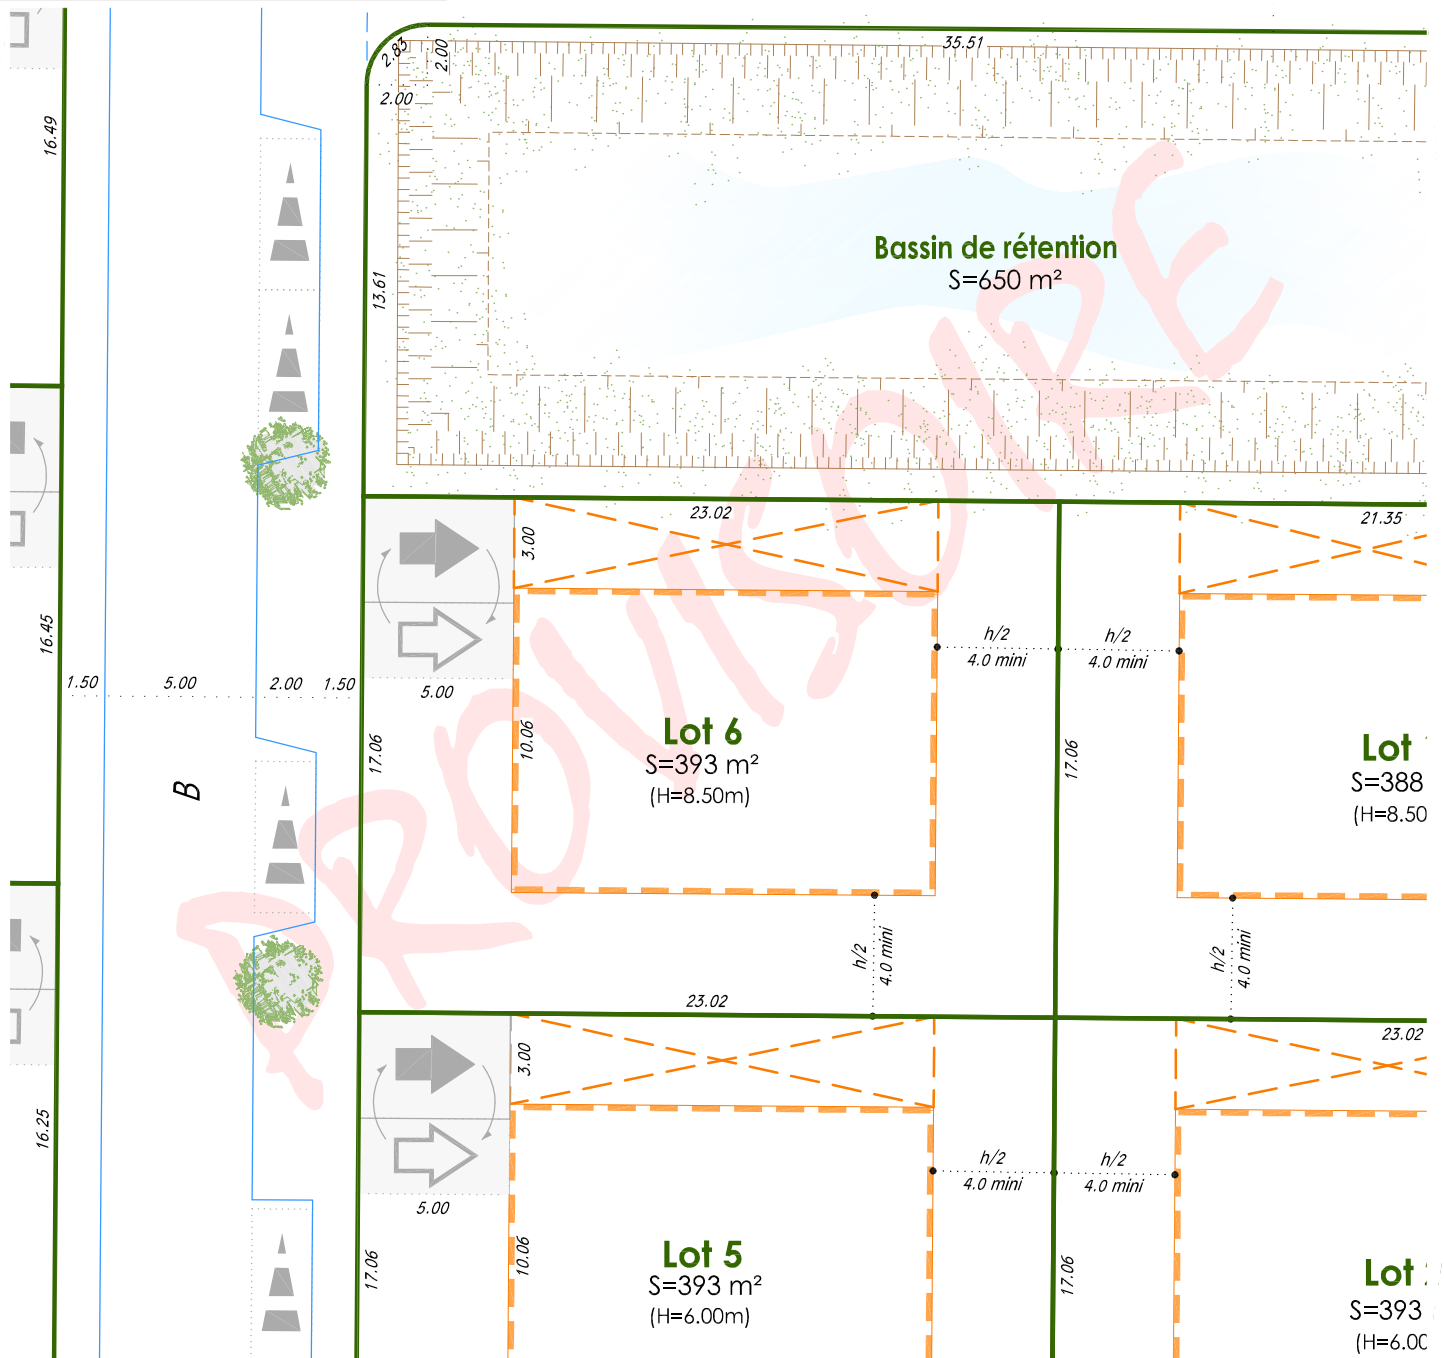 2.83
2.00
35.51
2.00
16.49
Bassin de rétention
S=650 m²
13.61
PROVISOIRE
23.02
21.35
3.00
16.45
h/2
4.0 mini
h/2
4.0 mini
1.50
5.00
2.00
1.50
5.00
17.06
10.06
Lot 6
S=393 m²
(H=8.50m)
17.06
Lot
S=388
(H=8.50
B
h/2
4.0 mini
h/2
4.0 mini
23.02
23.02
3.00
16.25
h/2
4.0 mini
h/2
4.0 mini
5.00
17.06
10.06
Lot 5
S=393 m²
(H=6.00m)
17.06
Lot
S=393
(H=6.00